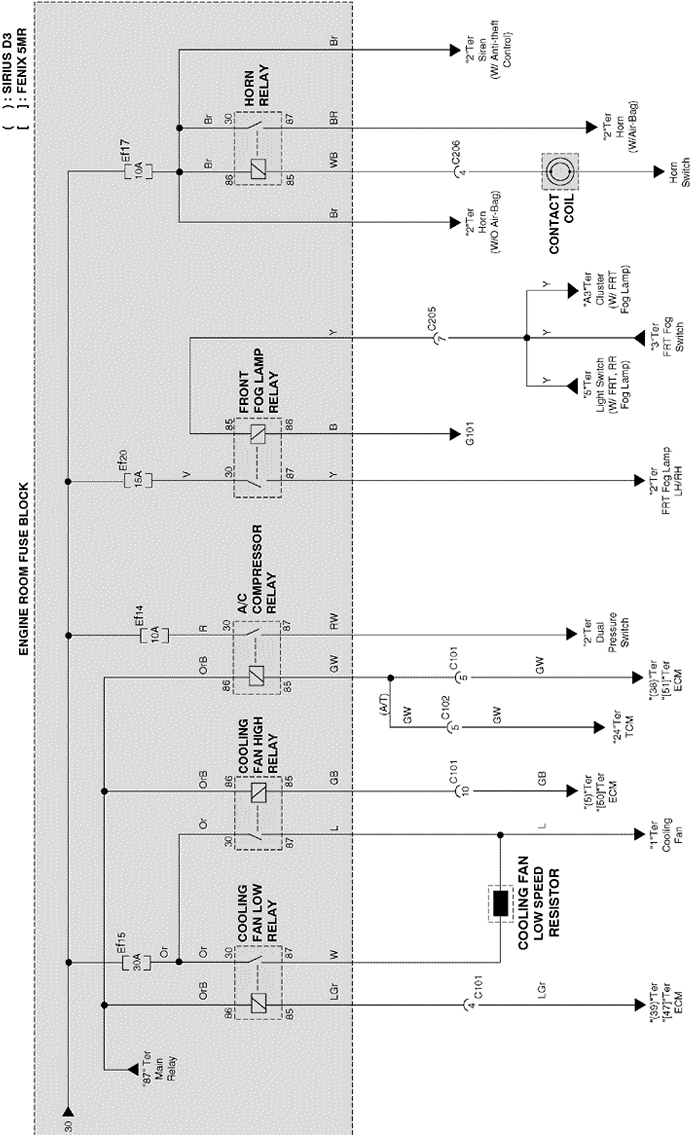 ( ) : SIRIUS D3
[ ] : FENIX 5MR
ENGINE ROOM FUSE BLOCK
30
"87" Ter
Main
Relay
Ef15
30A
Or
OrB
Or
Or
OrB
86
30
COOLING
FAN LOW
RELAY
85
87
LGr
W
30
86
COOLING
FAN HIGH
RELAY
87
85
L
GB
Ef14
10A
OrB
R
86
30
A/C
COMPRESSOR
RELAY
85
87
GW
RW
Ef20
15A
V
30
85
FRONT
FOG LAMP
RELAY
87
86
Y
B
Y
Ef17
10A
Br
Br
86
30
HORN
RELAY
85
87
Br
WB
BR
Br
4
C101
LGr
"(39)"Ter
"[47]"Ter
ECM
COOLING FAN
LOW SPEED
RESISTOR
L
"1"Ter
Cooling
Fan
C101
10
GB
"(5)"Ter
"[50]"Ter
ECM
(A/T)
GW
C102
5
GW
"24"Ter
TCM
C101
6
GW
"(38)"Ter
"[51]"Ter
ECM
"2"Ter
Dual
Pressure
Switch
"2"Ter
FRT Fog Lamp
LH/RH
G101
C205
7
Y
Y
Y
"5"Ter
Light Switch
(W/ FRT, RR
Fog Lamp)
"3"Ter
FRT Fog
Switch
"A3"Ter
Cluster
(W/ FRT
Fog Lamp)
"2"Ter
Horn
(W/O Air-Bag)
4
C206
CONTACT
COIL
Horn
Switch
"2"Ter
Horn
(W/Air-Bag)
"2"Ter
Siren
(W/ Anti-theft
Control)